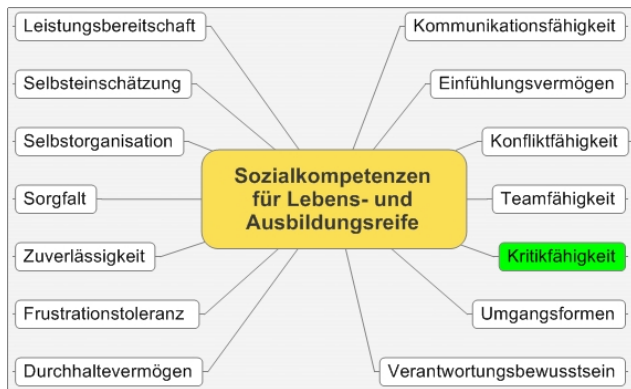 Leistungsbereitschaft
Selbsteinschätzung
Selbstorganisation
Sorgfalt
Zuverlässigkeit
Frustrationstoleranz
Durchhaltevermögen
Sozialkompetenzen
für Lebens- und
Ausbildungsreife
Kommunikationsfähigkeit
Einfühlungsvermögen
Konfliktfähigkeit
Teamfähigkeit
Kritikfähigkeit
Umgangsformen
Verantwortungsbewusstsein